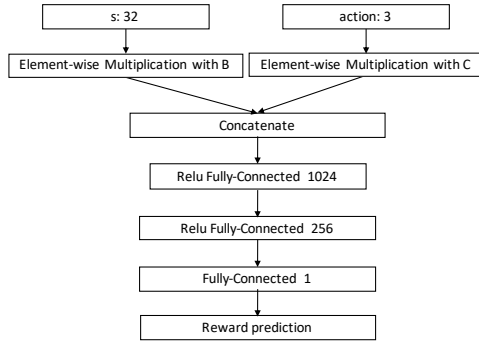 s: 32
action: 3
Element-wise Multiplication with B
Element-wise Multiplication with C
Concatenate
Relu Fully-Connected 1024
Relu Fully-Connected 256
Fully-Connected 1
Reward prediction